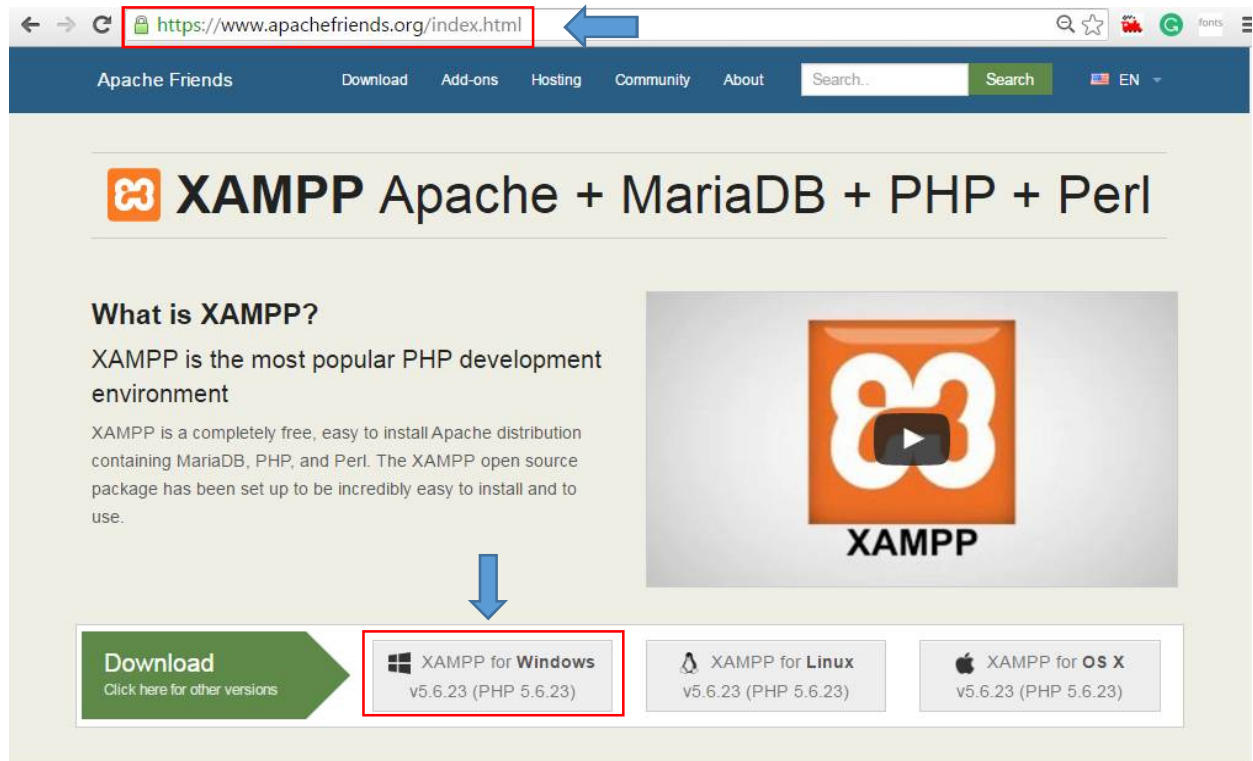 https://www.apachefriends.org/index.html
fonts
Apache Friends Download Add-ons Hosting Community About Search.. Search EN
XAMPP Apache + MariaDB + PHP + Perl
What is XAMPP?
XAMPP is the most popular PHP development
environment
XAMPP is a completely free, easy to install Apache distribution
containing MariaDB, PHP, and Perl. The XAMPP open source
package has been set up to be incredibly easy to install and to
use.
XAMPP
Download
Click here for other versions
XAMPP for Windows
v5.6.23 (PHP 5.6.23)
XAMPP for Linux
v5.6.23 (PHP 5.6.23)
XAMPP for OS X
v5.6.23 (PHP 5.6.23)